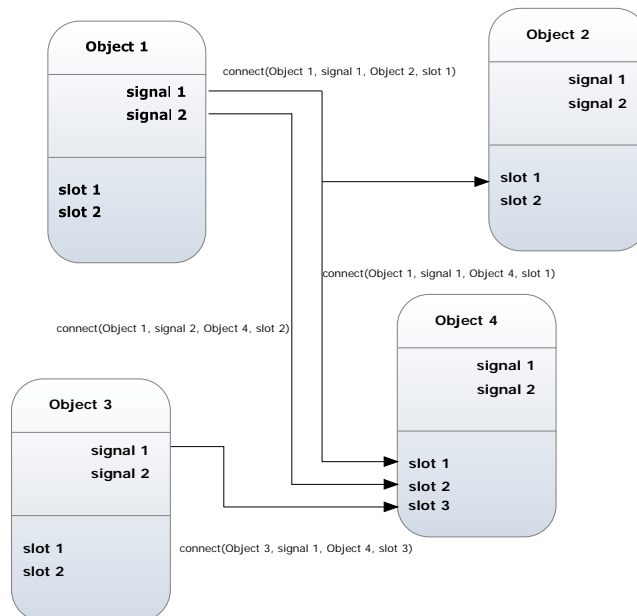 Object 1
signal 1
signal 2
slot 1
slot 2
connect(Object 1, signal 1, Object 2, slot 1)
Object 2
signal 1
signal 2
slot 1
slot 2
connect(Object 1, signal 1, Object 4, slot 1)
connect(Object 1, signal 2, Object 4, slot 2)
Object 4
signal 1
signal 2
slot 1
slot 2
slot 3
Object 3
signal 1
signal 2
slot 1
slot 2
connect(Object 3, signal 1, Object 4, slot 3)